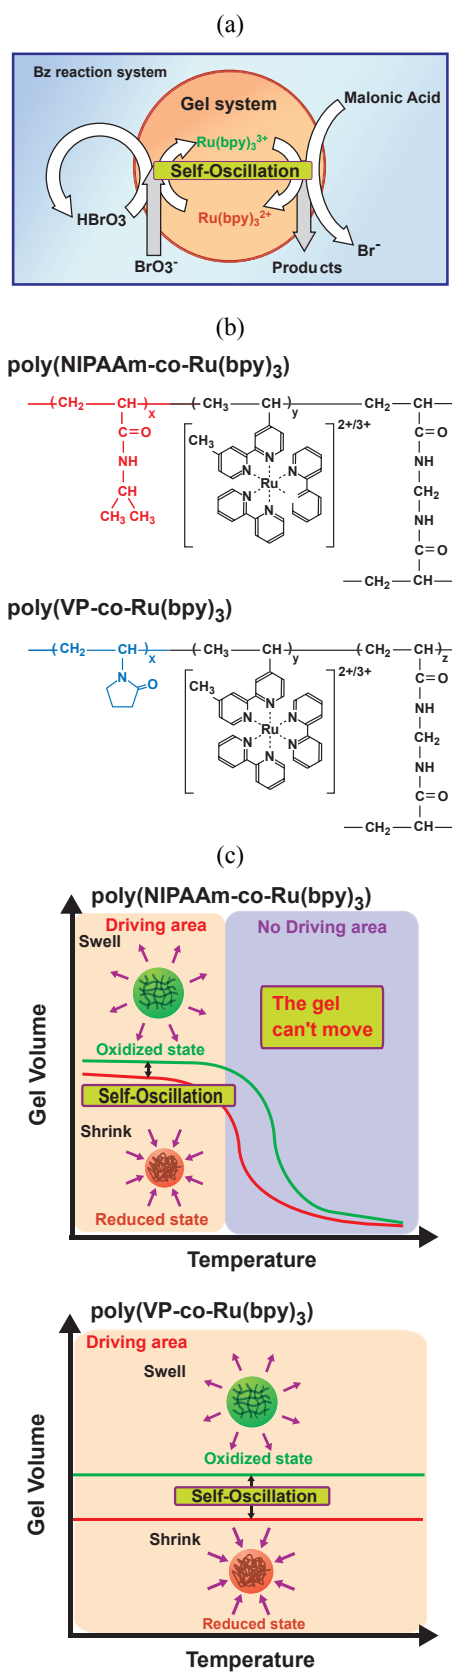 (a)
Bz reaction system
Gel system
Malonic Acid
Ru(bpy)₃³⁺
Self-Oscillation
Ru(bpy)₃²⁺
HBrO3
BrO3⁻
Products
Br⁻
(b)
poly(NIPAAm-co-Ru(bpy)₃)
(CH₂ CH)x (CH₃ CH)y CH₂ CH
C=O
NH
CH
CH₃ CH₃
CH₃
N N
N Ru N
N N
2+/3+
C=O
NH
CH₂
NH
C=O
CH₂ CH
poly(VP-co-Ru(bpy)₃)
(CH₂ CH)x (CH₃ CH)y (CH₂ CH)z
N O
CH₃
N N
N Ru N
N N
2+/3+
C=O
NH
CH₂
NH
C=O
CH₂ CH
(c)
poly(NIPAAm-co-Ru(bpy)₃)
Driving area
No Driving area
Swell
The gel
can't move
Oxidized state
Self-Oscillation
Shrink
Reduced state
Gel Volume
Temperature
poly(VP-co-Ru(bpy)₃)
Driving area
Swell
Oxidized state
Self-Oscillation
Shrink
Reduced state
Gel Volume
Temperature